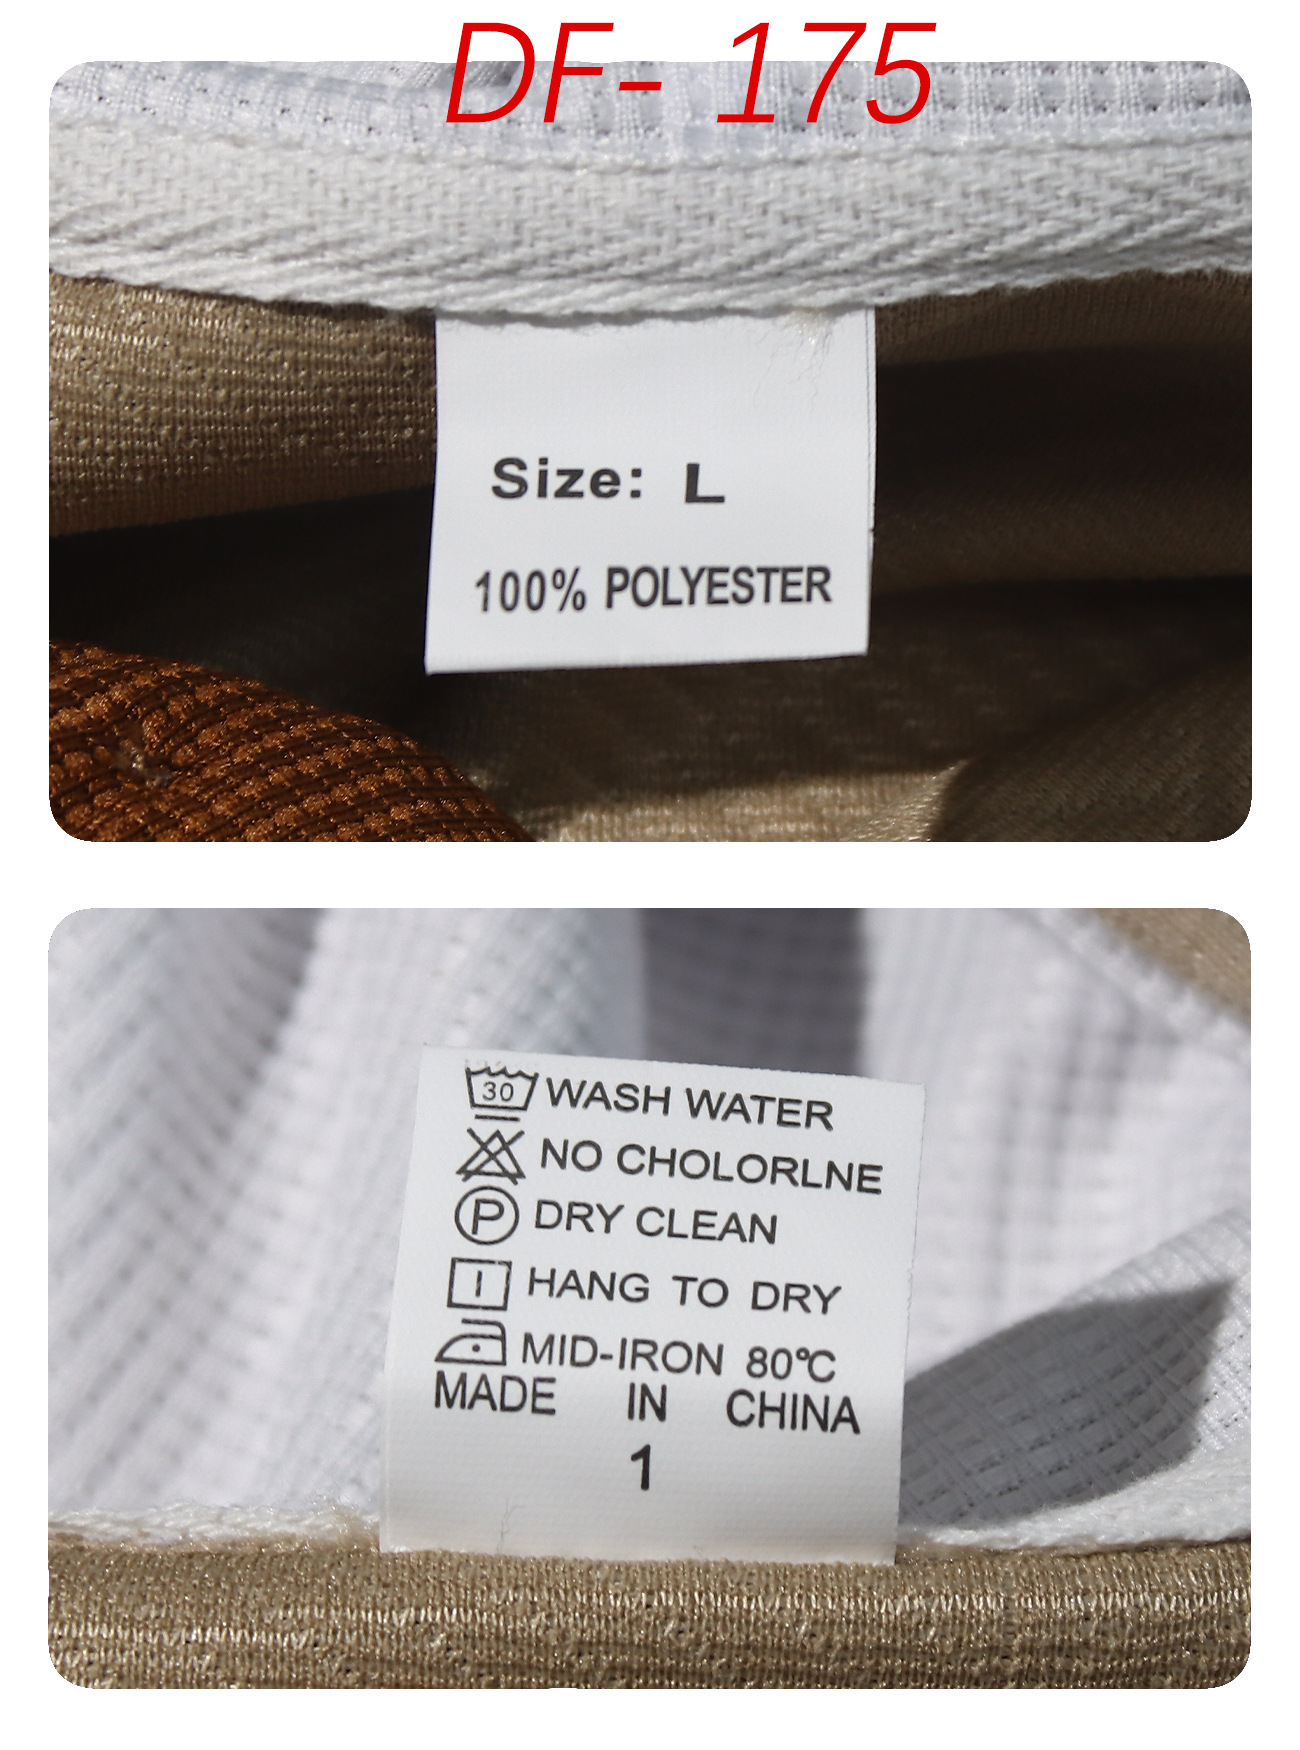 DF- 175
Size: L
100% POLYESTER
30 WASH WATER
NO CHOLORLNE
P DRY CLEAN
HANG TO DRY
MID-IRON 80℃
MADE IN CHINA
1